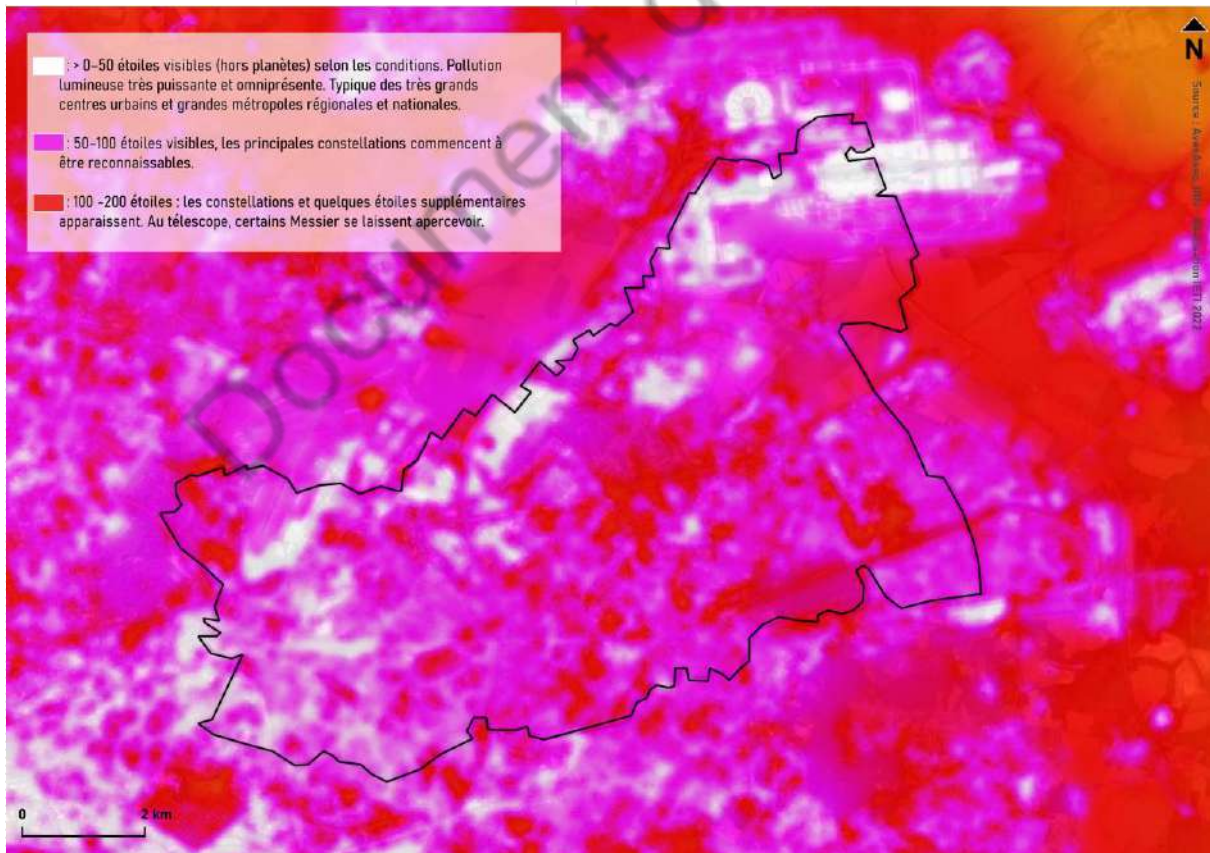 : > 0-50 étoiles visibles (hors planètes) selon les conditions. Pollution
lumineuse très puissante et omniprésente. Typique des très grands
centres urbains et grandes métropoles régionales et nationales.
: 50-100 étoiles visibles, les principales constellations commencent à
être reconnaissables.
: 100 -200 étoiles : les constellations et quelques étoiles supplémentaires
apparaissent. Au télescope, certains Messier se laissent apercevoir.
N
Source :
2022
Document
0
2 km